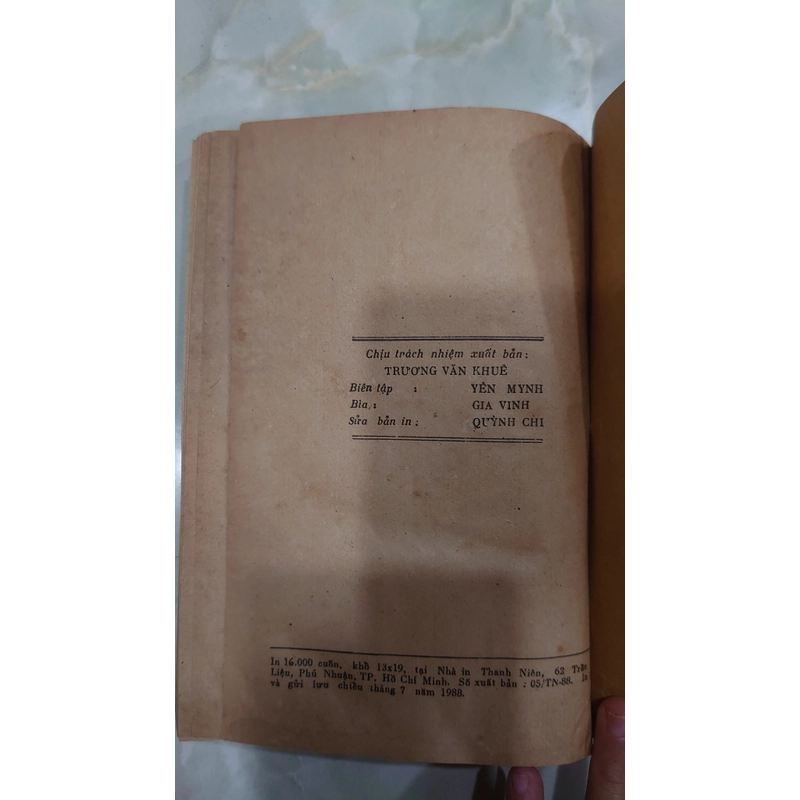 Chịu trách nhiệm xuất bản:
TRƯƠNG VĂN KHUÊ
Biên tập : YÊN MYNH
Bìa : GIA VINH
Sửa bản in : QUỲNH CHI
In 16.000 cuốn, khổ 13x19, tại Nhà in Thanh Niên, 62 Trần
Liệu, Phú Nhuận, TP. Hồ Chí Minh. Số xuất bản : 05/TN-88. In
và gửi lưu chiểu tháng 7 năm 1988.